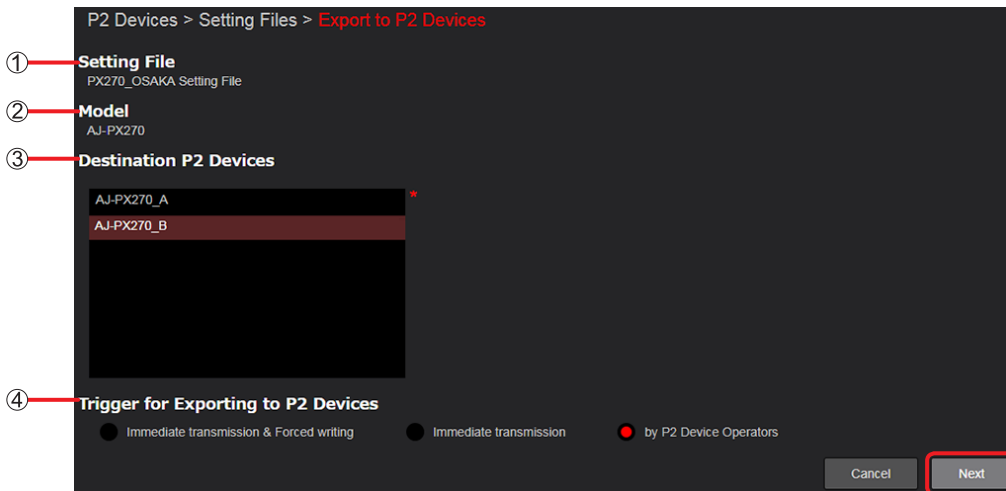 P2 Devices > Setting Files > Export to P2 Devices
① Setting File
PX270_OSAKA Setting File
② Model
AJ-PX270
③ Destination P2 Devices
AJ-PX270_A *
AJ-PX270_B
④ Trigger for Exporting to P2 Devices
Immediate transmission & Forced writing Immediate transmission by P2 Device Operators
Cancel Next